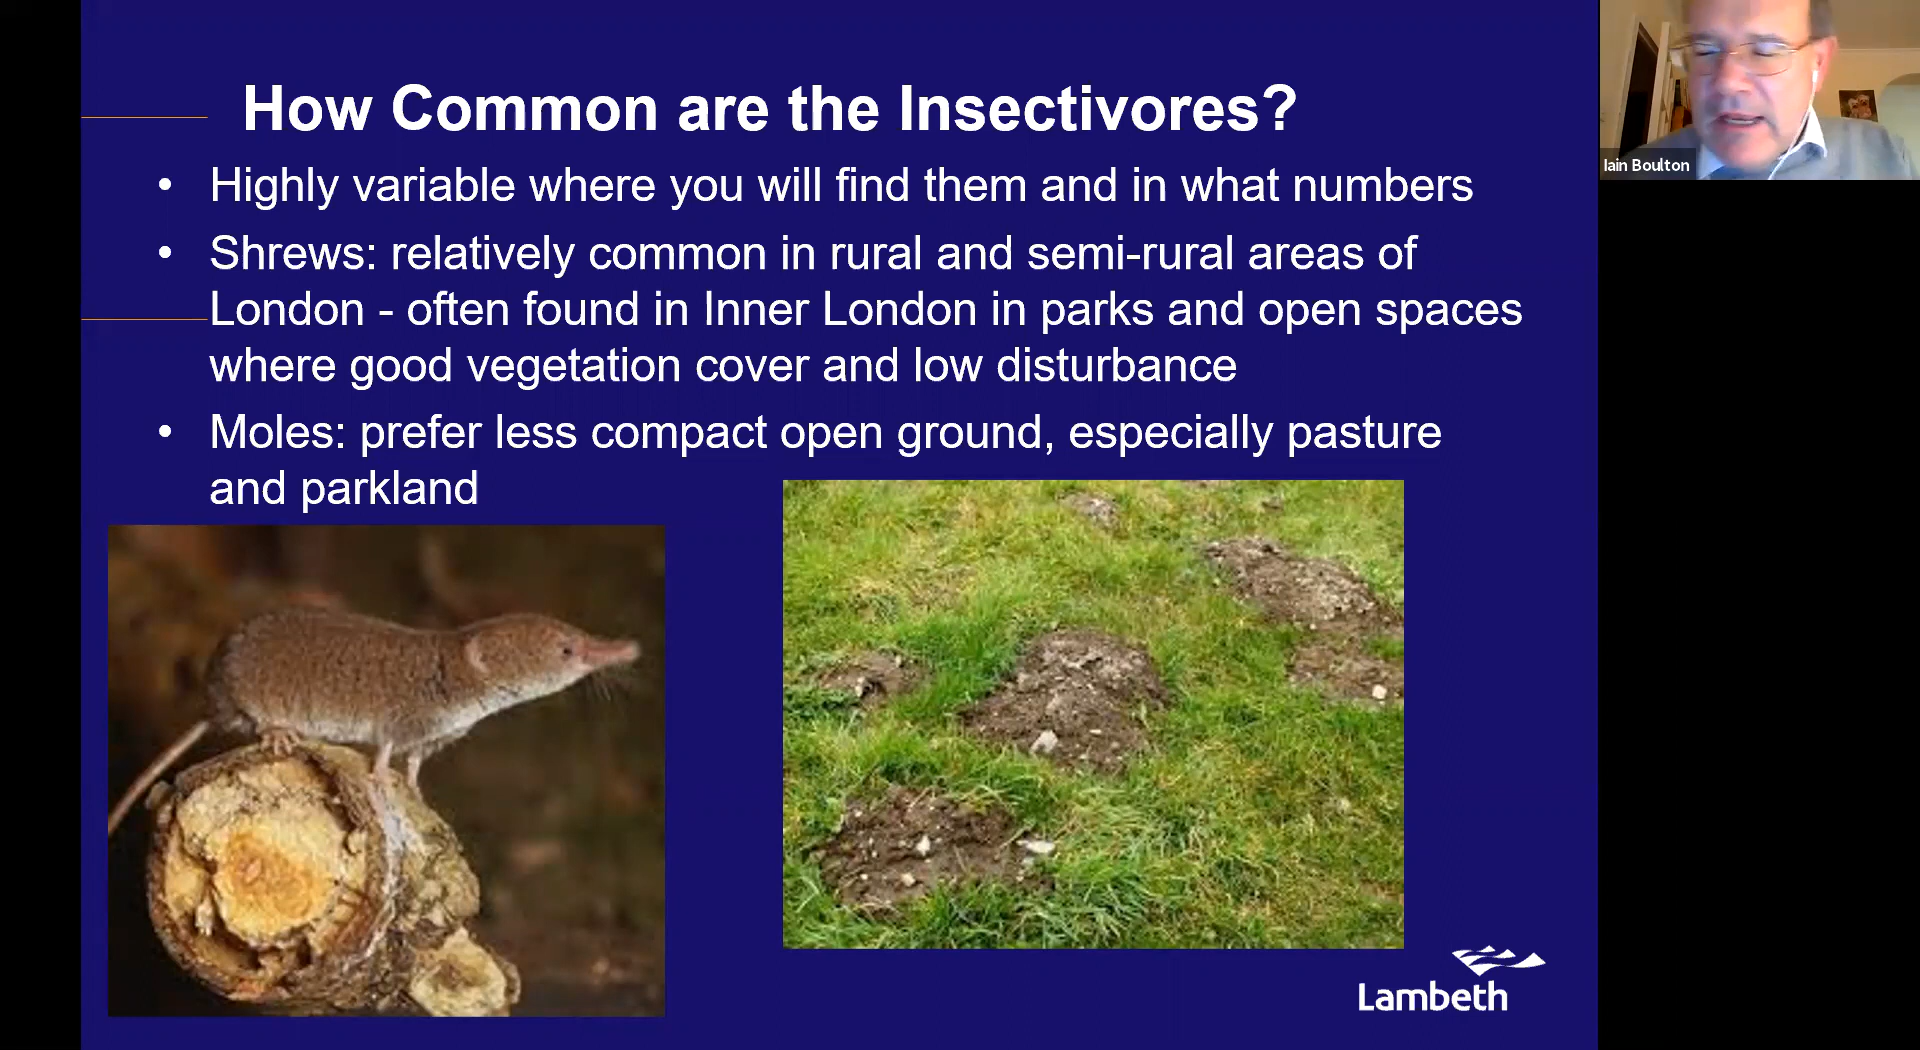 How Common are the Insectivores?
• Highly variable where you will find them and in what numbers
• Shrews: relatively common in rural and semi-rural areas of
London - often found in Inner London in parks and open spaces
where good vegetation cover and low disturbance
• Moles: prefer less compact open ground, especially pasture
and parkland
Lambeth
Iain Boulton